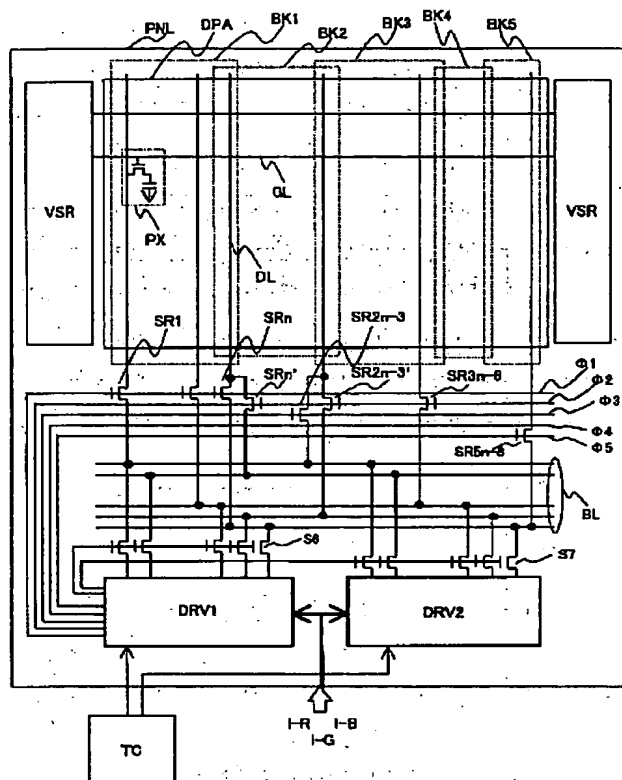 PNL DPA BK1 BK2 BK3 BK4 BK5
VSR
VSR
GL
PX
DL
SR1 SRn SR2n-3
SRn' SR2n-3' SR3n-6
Φ1
Φ2
Φ3
Φ4
Φ5
SR5n-8
BL
S6 S7
DRV1 DRV2
I-R I-B
I-G
TC